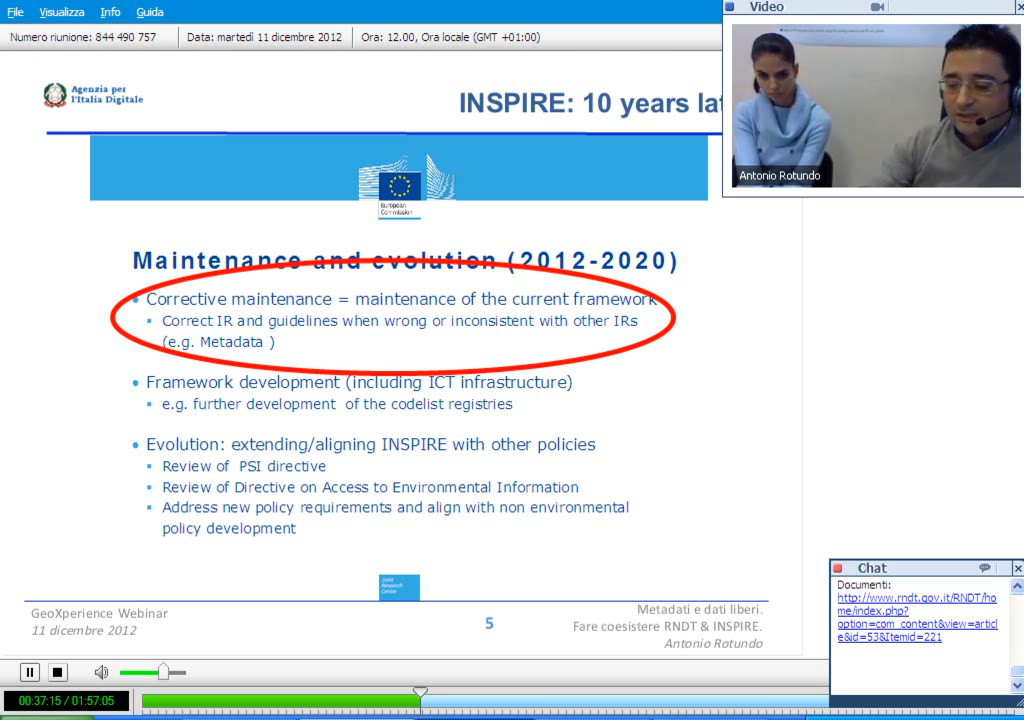 File Visualizza Info Guida
Numero riunione: 844 490 757 Data: martedì 11 dicembre 2012 Ora: 12.00, Ora locale (GMT +01:00)
Video
Antonio Rotundo
Agenzia per
l'Italia Digitale
INSPIRE: 10 years lat
European
Commission
Maintenance and evolution (2012-2020)
• Corrective maintenance = maintenance of the current framework
▪ Correct IR and guidelines when wrong or inconsistent with other IRs
(e.g. Metadata )
• Framework development (including ICT infrastructure)
▪ e.g. further development of the codelist registries
• Evolution: extending/aligning INSPIRE with other policies
▪ Review of PSI directive
▪ Review of Directive on Access to Environmental Information
▪ Address new policy requirements and align with non environmental
policy development
Joint
Research
Centre
GeoXperience Webinar
11 dicembre 2012
5
Metadati e dati liberi.
Fare coesistere RNDT & INSPIRE.
Antonio Rotundo
Chat
Documenti:
http://www.rndt.gov.it/RNDT/ho
me/index.php?
option=com_content&view=articl
e&id=53&Itemid=221
00:37:15 / 01:57:05